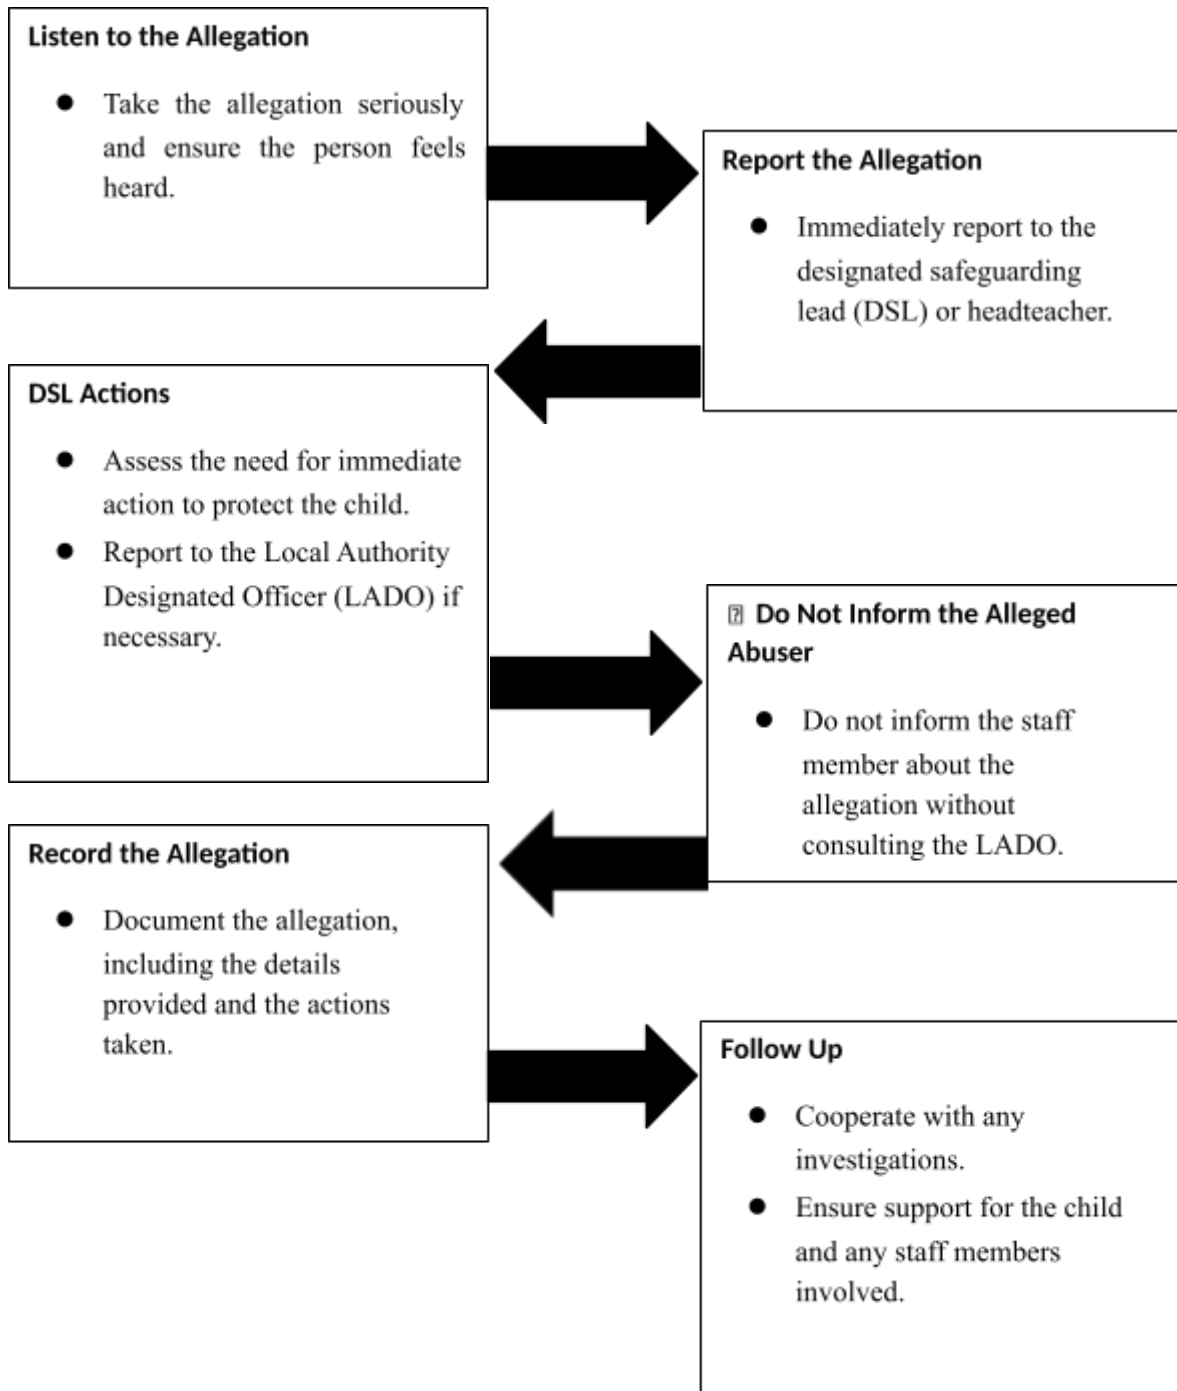 Listen to the Allegation
● Take the allegation seriously
and ensure the person feels
heard.
Report the Allegation
● Immediately report to the
designated safeguarding
lead (DSL) or headteacher.
DSL Actions
● Assess the need for immediate
action to protect the child.
● Report to the Local Authority
Designated Officer (LADO) if
necessary.
Do Not Inform the Alleged
Abuser
● Do not inform the staff
member about the
allegation without
consulting the LADO.
Record the Allegation
● Document the allegation,
including the details
provided and the actions
taken.
Follow Up
● Cooperate with any
investigations.
● Ensure support for the child
and any staff members
involved.